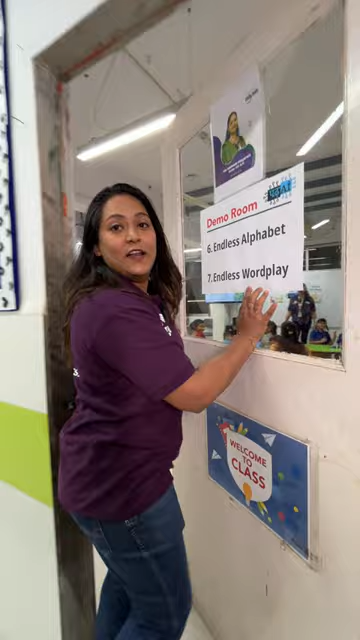 Demo Room
6. Endless Alphabet
7. Endless Wordplay
WELCOME
TO
CLASS